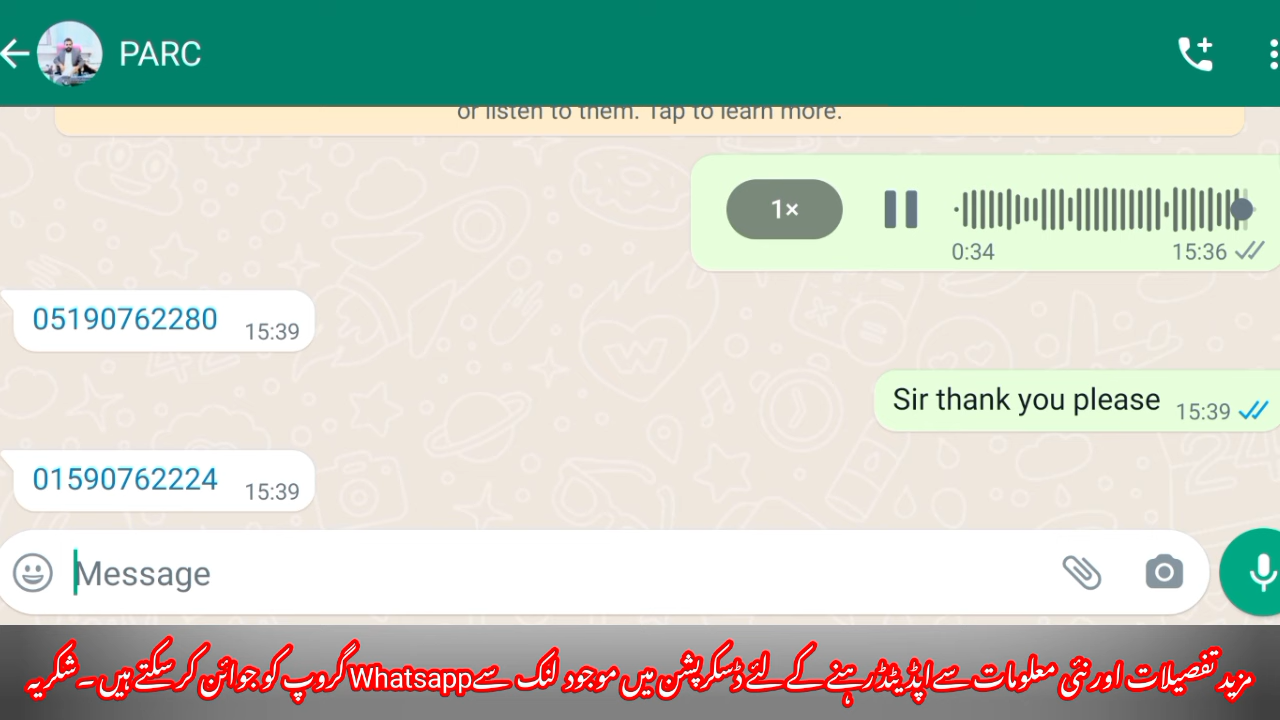 PARC
or listen to them. Tap to learn more.
1×
0:34
15:36
05190762280
15:39
Sir thank you please
15:39
01590762224
15:39
Message
مزید تفصیلات اور نئی معلومات سے اپڈیٹڈ رہنے کے لئے ڈسکرپشن میں موجود لنک سے Whatsapp گروپ کو جوائن کر سکتے ہیں ۔ شکریہ